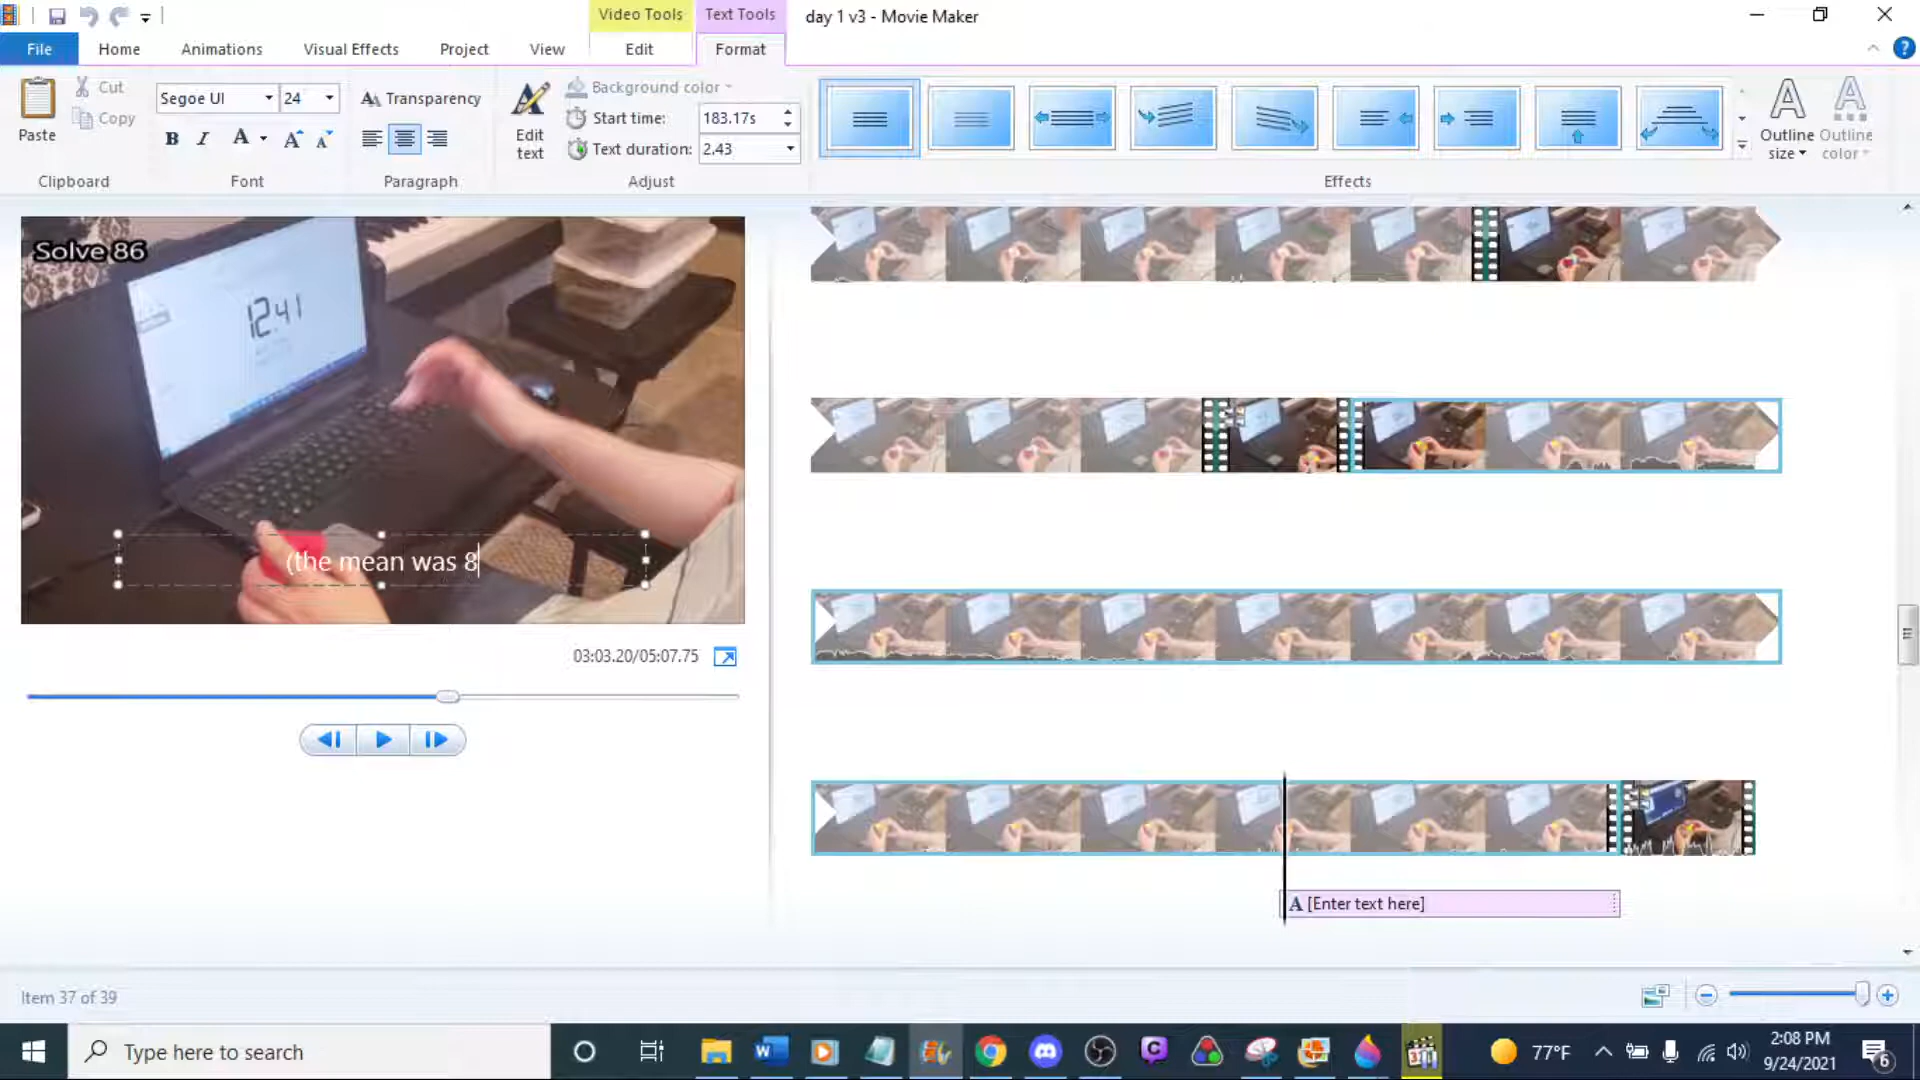 Video Tools
Text Tools
day 1 v3 - Movie Maker
File
Home
Animations
Visual Effects
Project
View
Edit
Format
Paste
Cut
Copy
Clipboard
Segoe UI
24
Font
Transparency
Paragraph
Edit text
Background color
Start time:
183.17s
Text duration:
2.43
Adjust
Effects
Outline size
Outline color
Solve 86
12.41
(the mean was 8
03:03.20/05:07.75
A [Enter text here]
Item 37 of 39
Type here to search
77°F
2:08 PM
9/24/2021
6